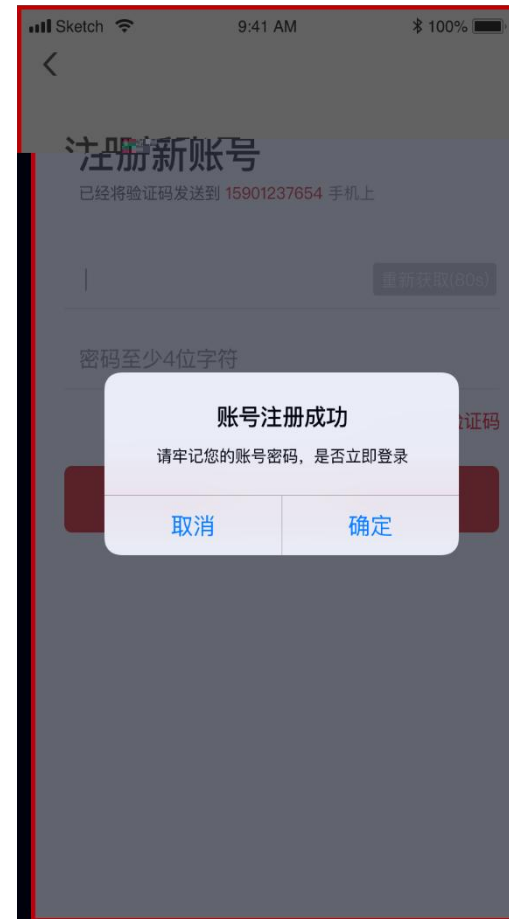 Sketch 9:41 AM 100%
注册新账号
已经将验证码发送到 15901237654 手机上
重新获取(80s)
密码至少4位字符
证码
账号注册成功
请牢记您的账号密码，是否立即登录
取消 确定